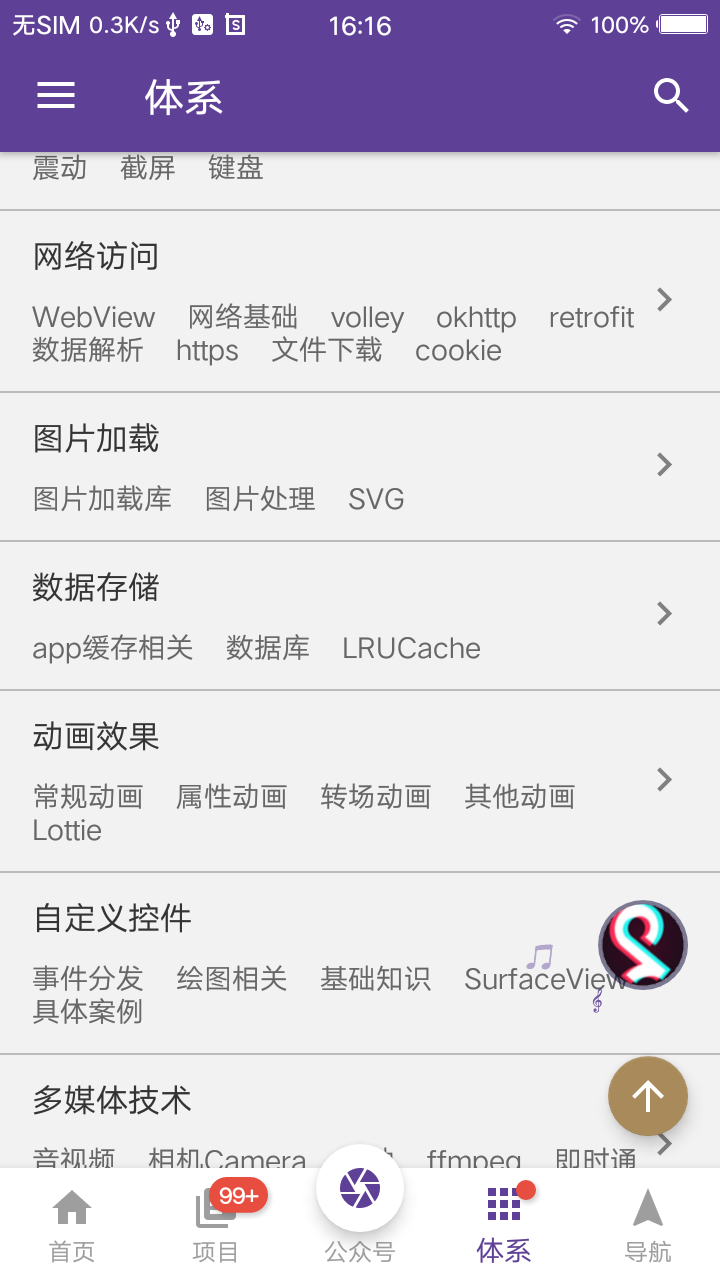 无SIM 0.3K/s 16:16 100%
体系
震动 截屏 键盘
网络访问
WebView 网络基础 volley okhttp retrofit
数据解析 https 文件下载 cookie
图片加载
图片加载库 图片处理 SVG
数据存储
app缓存相关 数据库 LRUCache
动画效果
常规动画 属性动画 转场动画 其他动画
Lottie
自定义控件
事件分发 绘图相关 基础知识 SurfaceView
具体案例
多媒体技术
音视频 相机Camera ffmpeg 即时通
99+
首页 项目 公众号 体系 导航